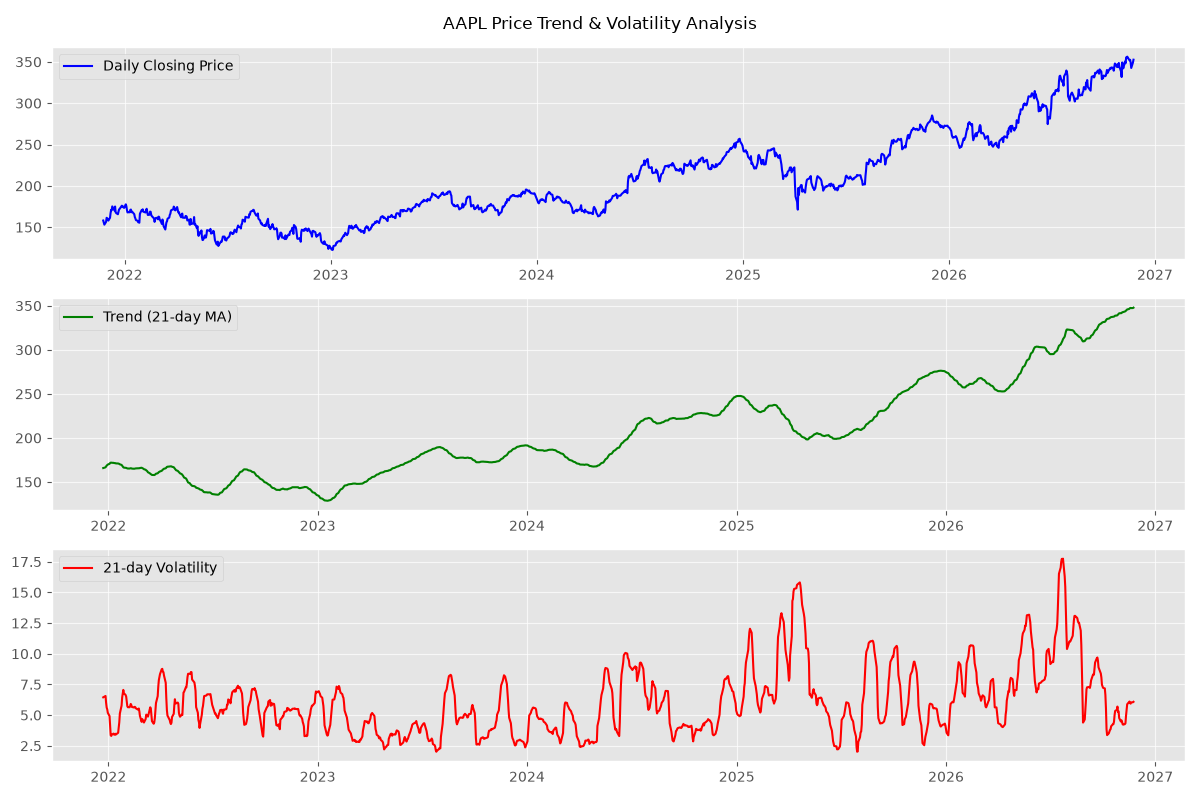 AAPL Price Trend & Volatility Analysis
Daily Closing Price
350
300
250
200
150
2022 2023 2024 2025 2026 2027
Trend (21-day MA)
350
300
250
200
150
2022 2023 2024 2025 2026 2027
21-day Volatility
17.5
15.0
12.5
10.0
7.5
5.0
2.5
2022 2023 2024 2025 2026 2027